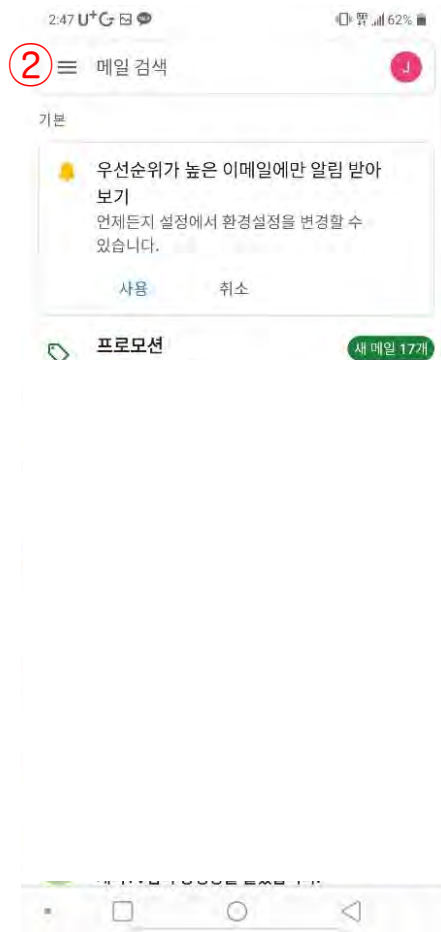 2:47 U+ G 62%
② 메일 검색 J
기본
우선순위가 높은 이메일에만 알림 받아
보기
언제든지 설정에서 환경설정을 변경할 수
있습니다.
사용 취소
프로모션 새 메일 17개